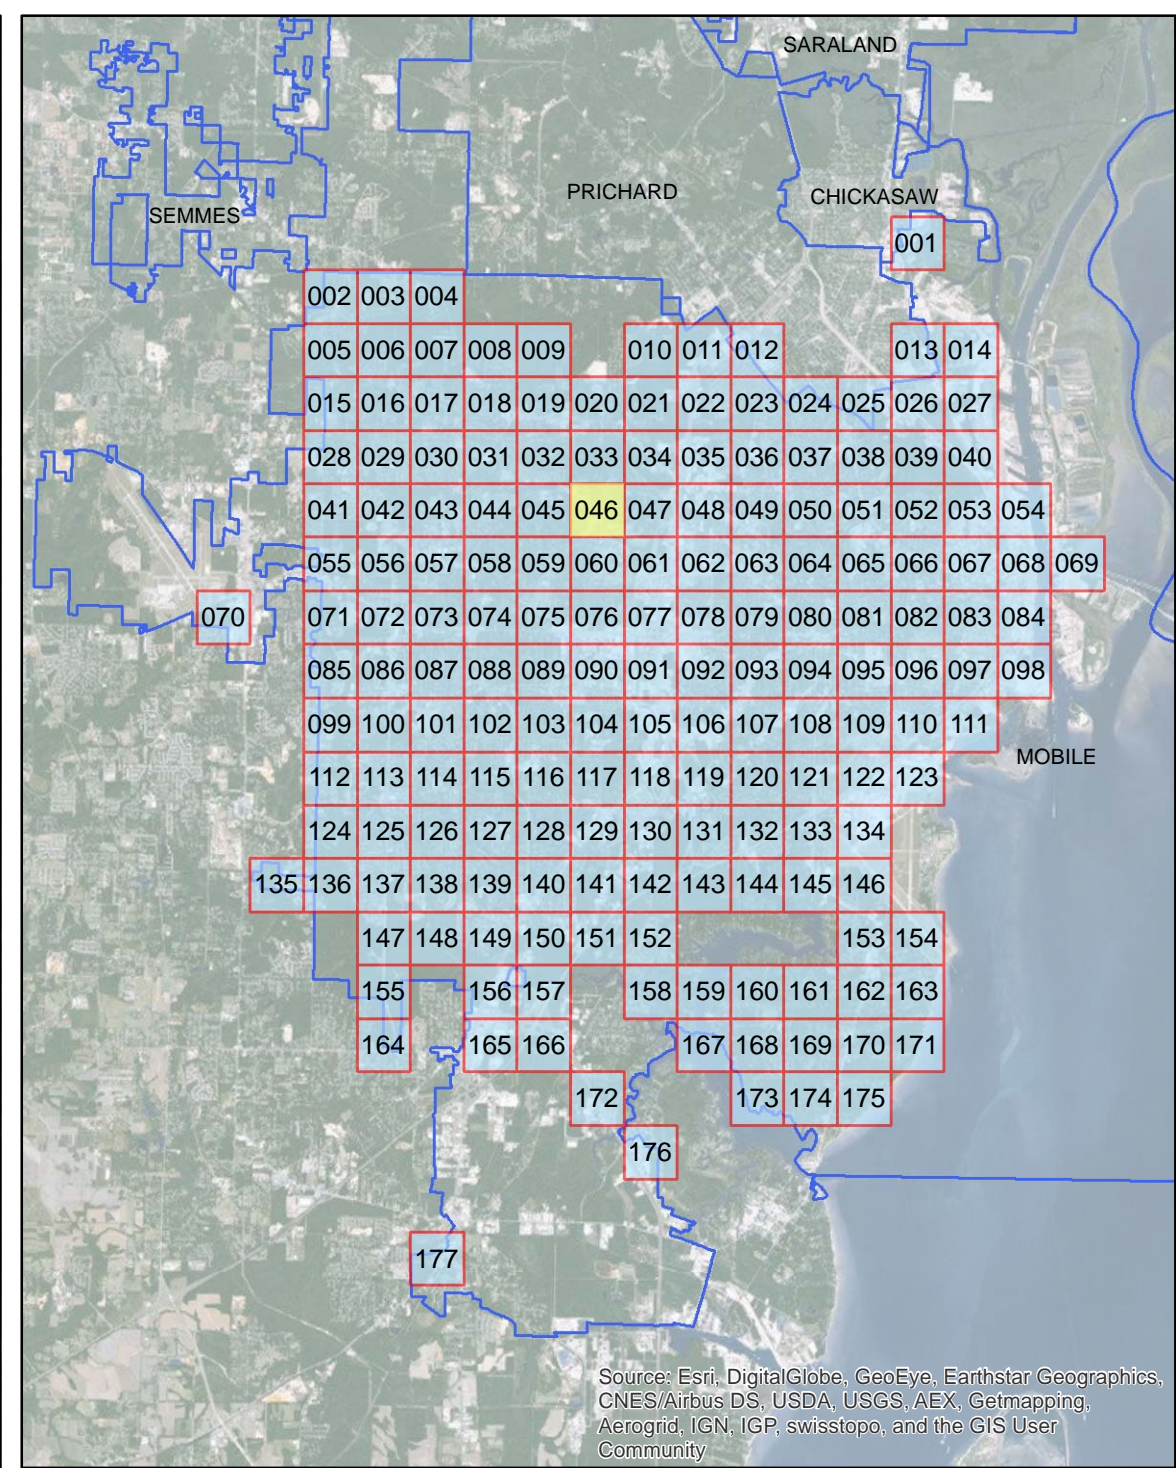 SARALAND
PRICHARD
CHICKASAW
SEMMES
001
002 003 004
005 006 007 008 009 010 011 012 013 014
015 016 017 018 019 020 021 022 023 024 025 026 027
028 029 030 031 032 033 034 035 036 037 038 039 040
041 042 043 044 045 046 047 048 049 050 051 052 053 054
055 056 057 058 059 060 061 062 063 064 065 066 067 068 069
070 071 072 073 074 075 076 077 078 079 080 081 082 083 084
085 086 087 088 089 090 091 092 093 094 095 096 097 098
099 100 101 102 103 104 105 106 107 108 109 110 111
MOBILE
112 113 114 115 116 117 118 119 120 121 122 123
124 125 126 127 128 129 130 131 132 133 134
135 136 137 138 139 140 141 142 143 144 145 146
147 148 149 150 151 152 153 154
155 156 157 158 159 160 161 162 163
164 165 166 167 168 169 170 171
172 173 174 175
176
177
Source: Esri, DigitalGlobe, GeoEye, Earthstar Geographics,
CNES/Airbus DS, USDA, USGS, AEX, Getmapping,
Aerogrid, IGN, IGP, swisstopo, and the GIS User
Community